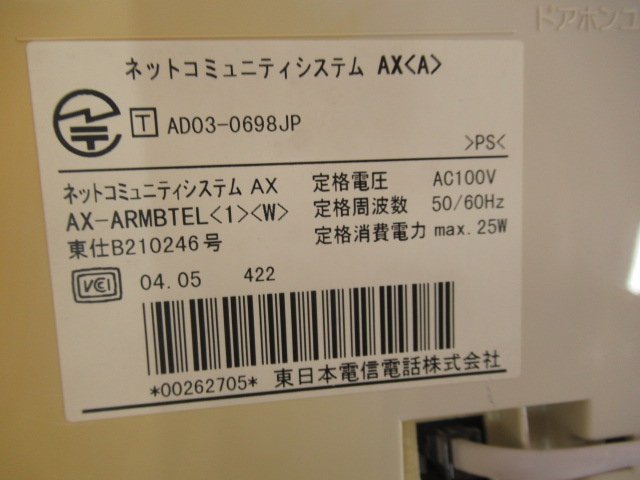 ドアホンコ
ネットコミュニティシステム AX<A>
T AD03-0698JP
>PS<
ネットコミュニティシステム AX 定格電圧 AC100V
AX-ARMBTEL<1><W> 定格周波数 50/60Hz
東仕B210246号 定格消費電力 max. 25W
VCCI 04.05 422
*00262705* 東日本電信電話株式会社